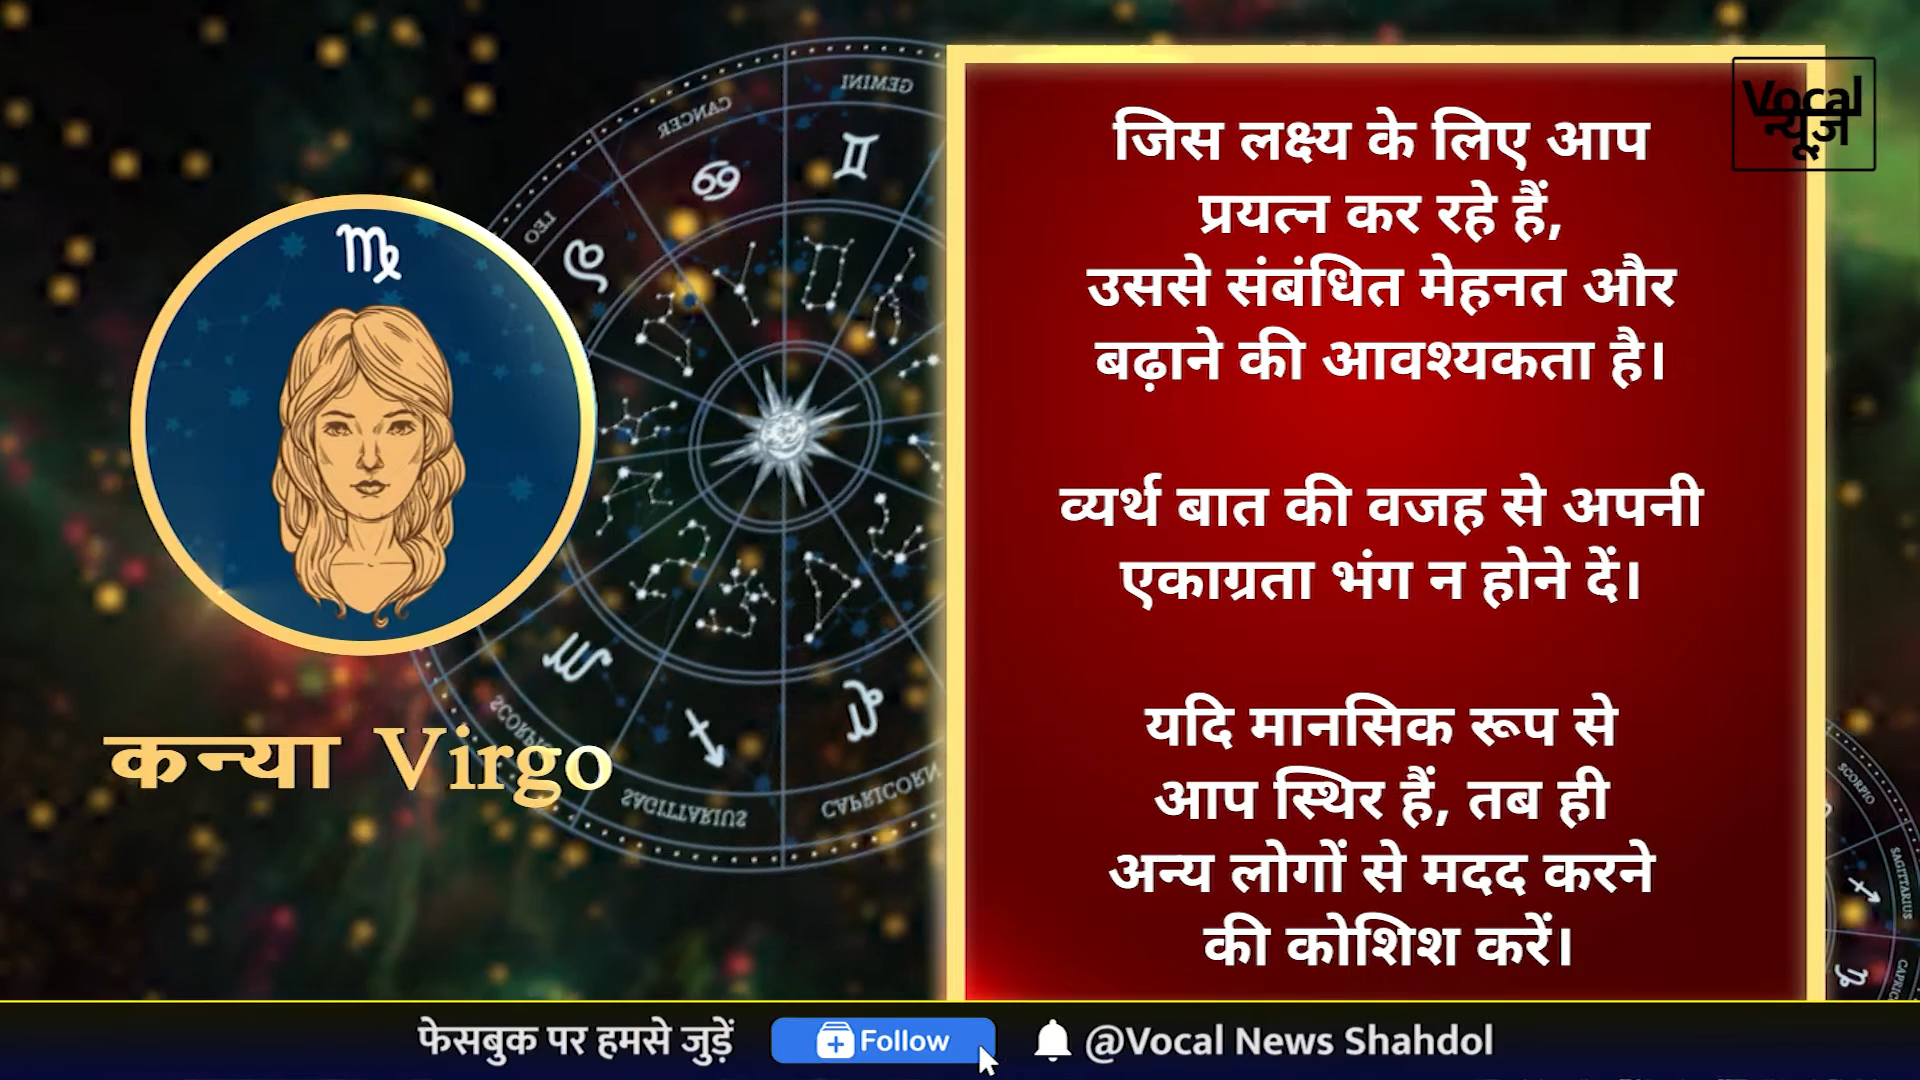 GEMINI
CANCER
LEO
कन्या Virgo
SAGITTARIUS
CAPRICORN
Vocal
न्यूज
जिस लक्ष्य के लिए आप
प्रयत्न कर रहे हैं,
उससे संबंधित मेहनत और
बढ़ाने की आवश्यकता है।
व्यर्थ बात की वजह से अपनी
एकाग्रता भंग न होने दें।
यदि मानसिक रूप से
आप स्थिर हैं, तब ही
अन्य लोगों से मदद करने
की कोशिश करें।
SCORPIO
SAGITTARIUS
फेसबुक पर हमसे जुड़ें
Follow
@Vocal News Shahdol